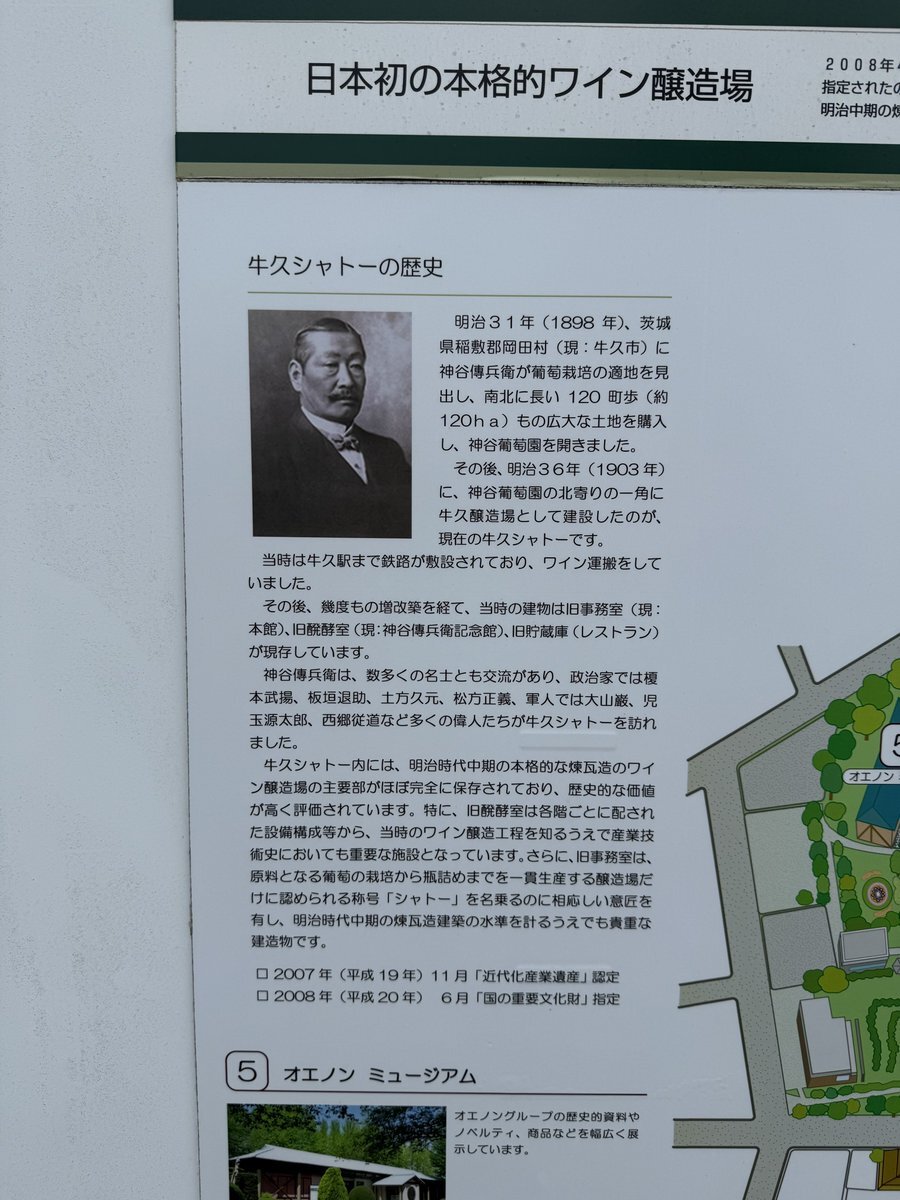 日本初の本格的ワイン醸造場
2008年
指定された
明治中期の
牛久シャトーの歴史
明治31年(1898 年)、茨城
県稲敷郡岡田村(現:牛久市)に
神谷傳兵衛が葡萄栽培の適地を見
出し、南北に長い 120 町歩(約
120ha)もの広大な土地を購入
し、神谷葡萄園を開きました。
その後、明治36年(1903 年)
に、神谷葡萄園の北寄りの一角に
牛久醸造場として建設したのが、
現在の牛久シャトーです。
当時は牛久駅まで鉄路が敷設されており、ワイン運搬をして
いました。
その後、幾度もの増改築を経て、当時の建物は旧事務室(現:
本館)、旧醗酵室(現:神谷傳兵衛記念館)、旧貯蔵庫(レストラン)
が現存しています。
神谷傳兵衛は、数多くの名士とも交流があり、政治家では榎
本武揚、板垣退助、土方久元、松方正義、軍人では大山巌、児
玉源太郎、西郷従道など多くの偉人たちが牛久シャトーを訪れ
ました。
牛久シャトー内には、明治時代中期の本格的な煉瓦造のワイ
ン醸造場の主要部がほぼ完全に保存されており、歴史的な価値
が高く評価されています。特に、旧醗酵室は各階ごとに配され
た設備構成等から、当時のワイン醸造工程を知るうえで産業技
術史においても重要な施設となっています。さらに、旧事務室は、
原料となる葡萄の栽培から瓶詰めまでを一貫生産する醸造場だ
けに認められる称号「シャトー」を名乗るのに相応しい意匠を
有し、明治時代中期の煉瓦造建築の水準を計るうえでも貴重な
建造物です。
□ 2007年(平成19年)11月「近代化産業遺産」認定
□ 2008年(平成20年) 6月「国の重要文化財」指定
5 オエノン ミュージアム
オエノングループの歴史的資料や
ノベルティ、商品などを幅広く展
示しています。
5
オエノン